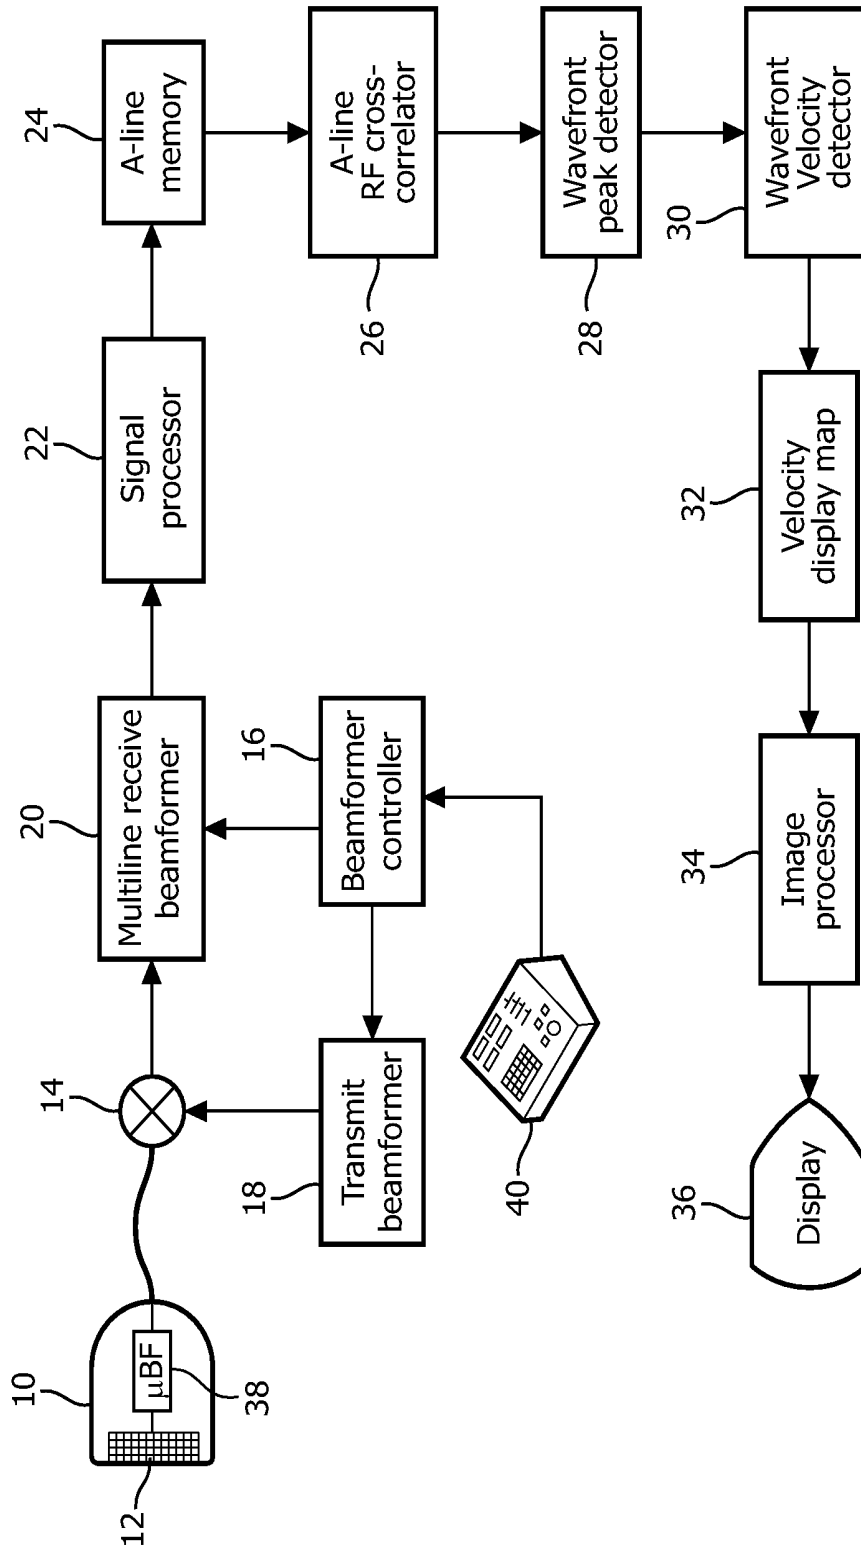 10
12
μBF
38
14
18
Transmit
beamformer
16
Beamformer
controller
40
20
Multiline receive
beamformer
22
Signal
processor
24
A-line
memory
26
A-line
RF cross-
correlator
28
Wavefront
peak detector
30
Wavefront
Velocity
detector
32
Velocity
display map
34
Image
processor
36
Display